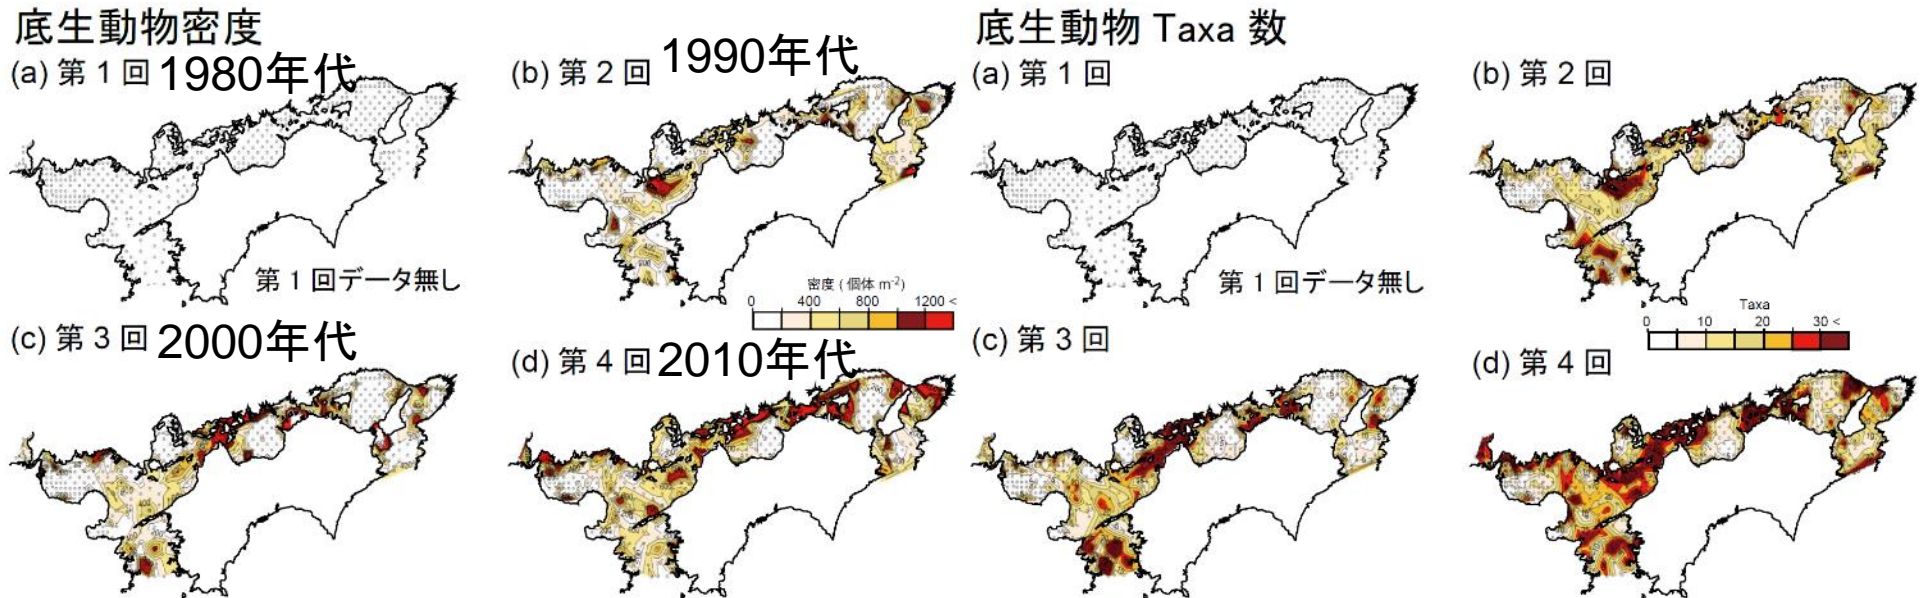 底生動物密度
(a) 第 1 回 1980年代
第 1 回データ無し
(b) 第 2 回 1990年代
密度 ( 個体 m⁻²)
0 400 800 1200 <
(c) 第 3 回 2000年代
(d) 第 4 回 2010年代
底生動物 Taxa 数
(a) 第 1 回
第 1 回データ無し
(b) 第 2 回
Taxa
0 10 20 30 <
(c) 第 3 回
(d) 第 4 回